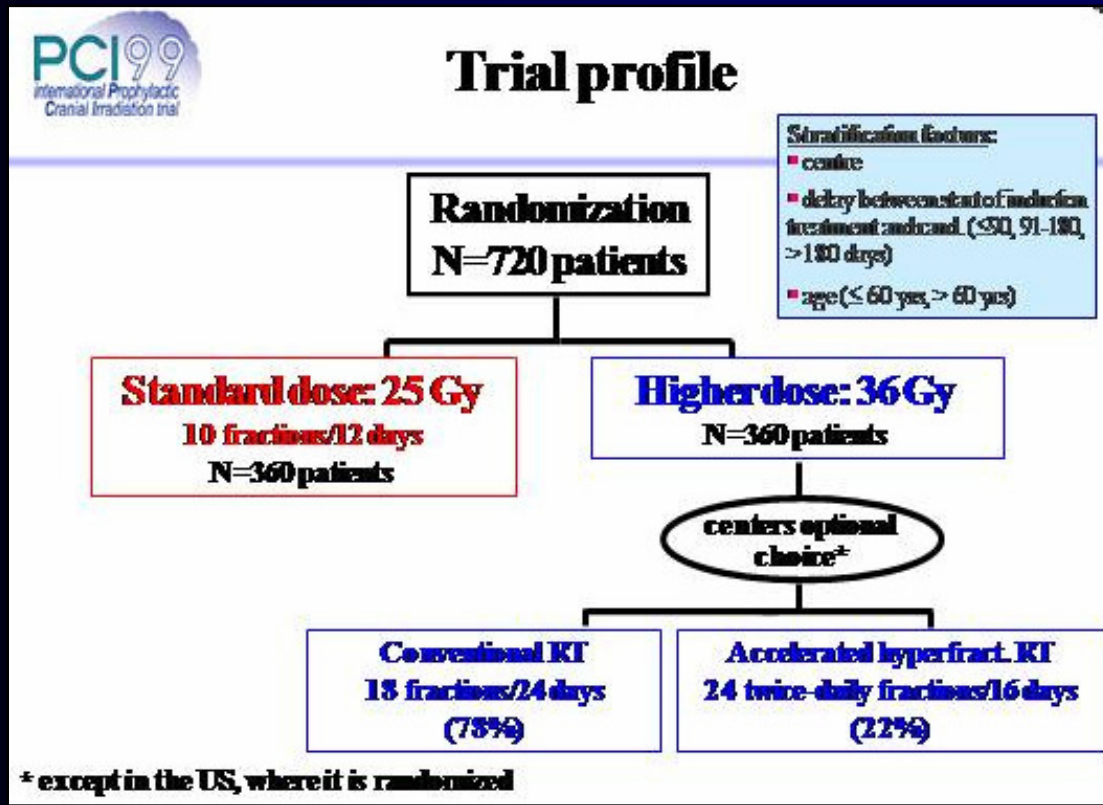 PCI99
International Prophylactic
Cranial Irradiation trial
Trial profile
Stratification factors:
centre
delay between start of induction
treatment and rand. (≤90, 91-180,
>180 days)
age (≤ 60 yrs, > 60 yrs)
Randomization
N=720 patients
Standard dose: 25 Gy
10 fractions/12 days
N=360 patients
Higher dose: 36 Gy
N=360 patients
centers optional
choice*
Conventional RT
18 fractions/24 days
(78%)
Accelerated hyperfract. RT
24 twice-daily fractions/16 days
(22%)
* except in the US, where it is randomized